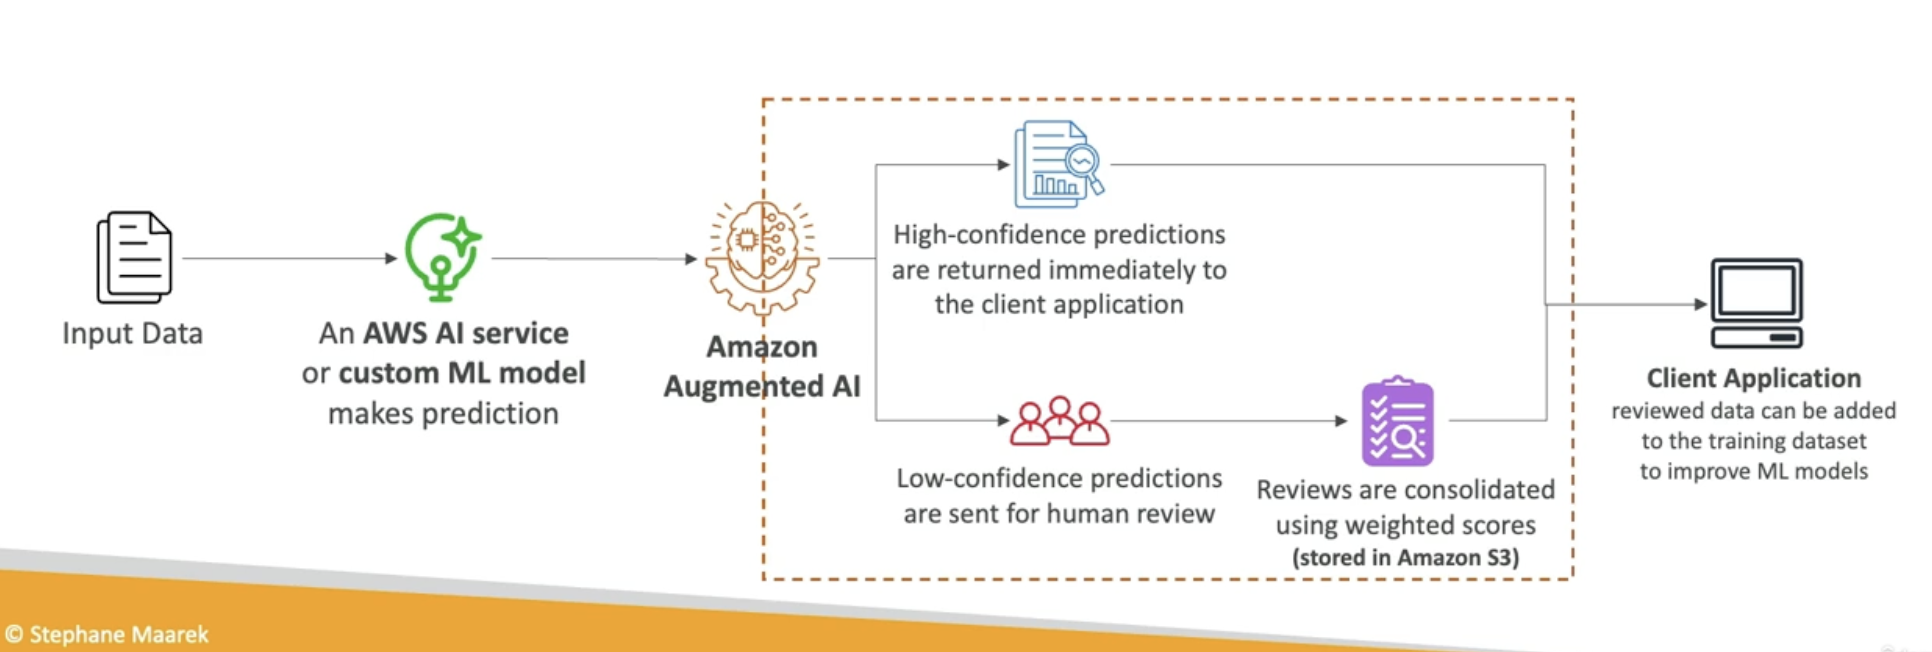 Input Data
An AWS AI service
or custom ML model
makes prediction
Amazon
Augmented AI
High-confidence predictions
are returned immediately to
the client application
Low-confidence predictions
are sent for human review
Reviews are consolidated
using weighted scores
(stored in Amazon S3)
Client Application
reviewed data can be added
to the training dataset
to improve ML models
© Stephane Maarek